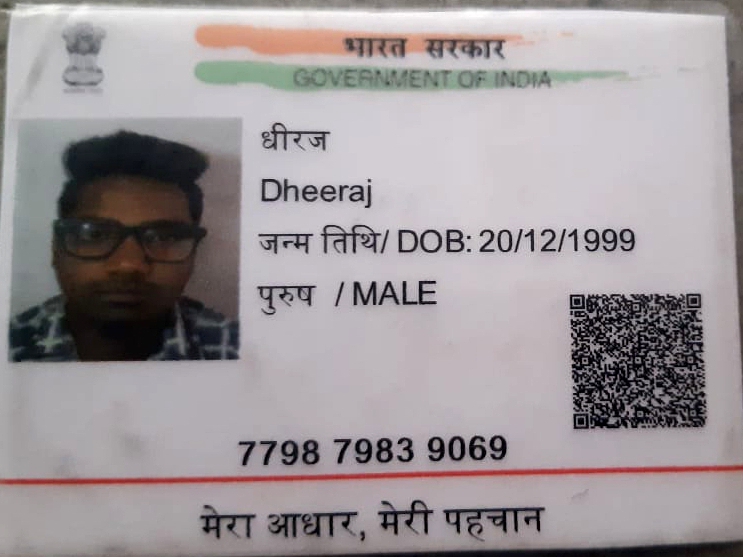 भारत सरकार
GOVERNMENT OF INDIA
धीरज
Dheeraj
जन्म तिथि/ DOB: 20/12/1999
पुरुष / MALE
7798 7983 9069
मेरा आधार, मेरी पहचान